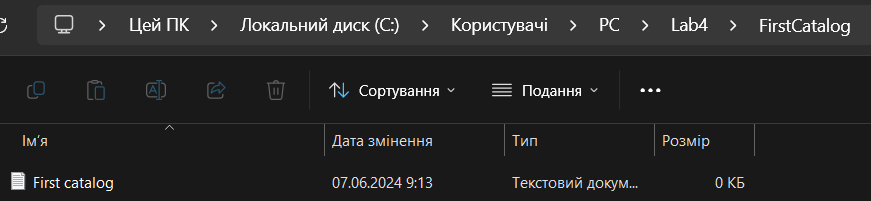 Цей ПК > Локальний диск (C:) > Користувачі > PC > Lab4 > FirstCatalog
Сортування Подання •••
Ім’я Дата змінення Тип Розмір
First catalog 07.06.2024 9:13 Текстовий докум... 0 КБ